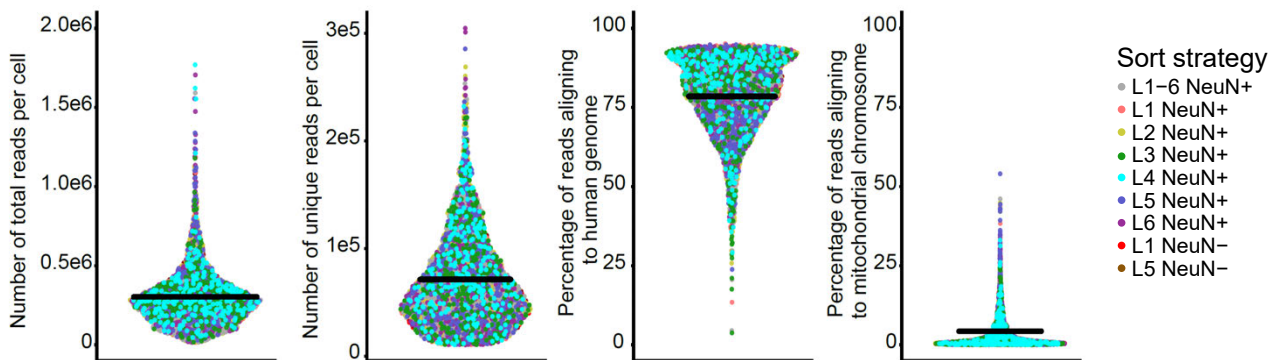 Number of total reads per cell
2.0e6
1.5e6
1.0e6
0.5e6
0
Number of unique reads per cell
3e5
2e5
1e5
0
Percentage of reads aligning
to human genome
100
75
50
25
0
Percentage of reads aligning
to mitochondrial chromosome
100
75
50
25
0
Sort strategy
L1−6 NeuN+
L1 NeuN+
L2 NeuN+
L3 NeuN+
L4 NeuN+
L5 NeuN+
L6 NeuN+
L1 NeuN−
L5 NeuN−